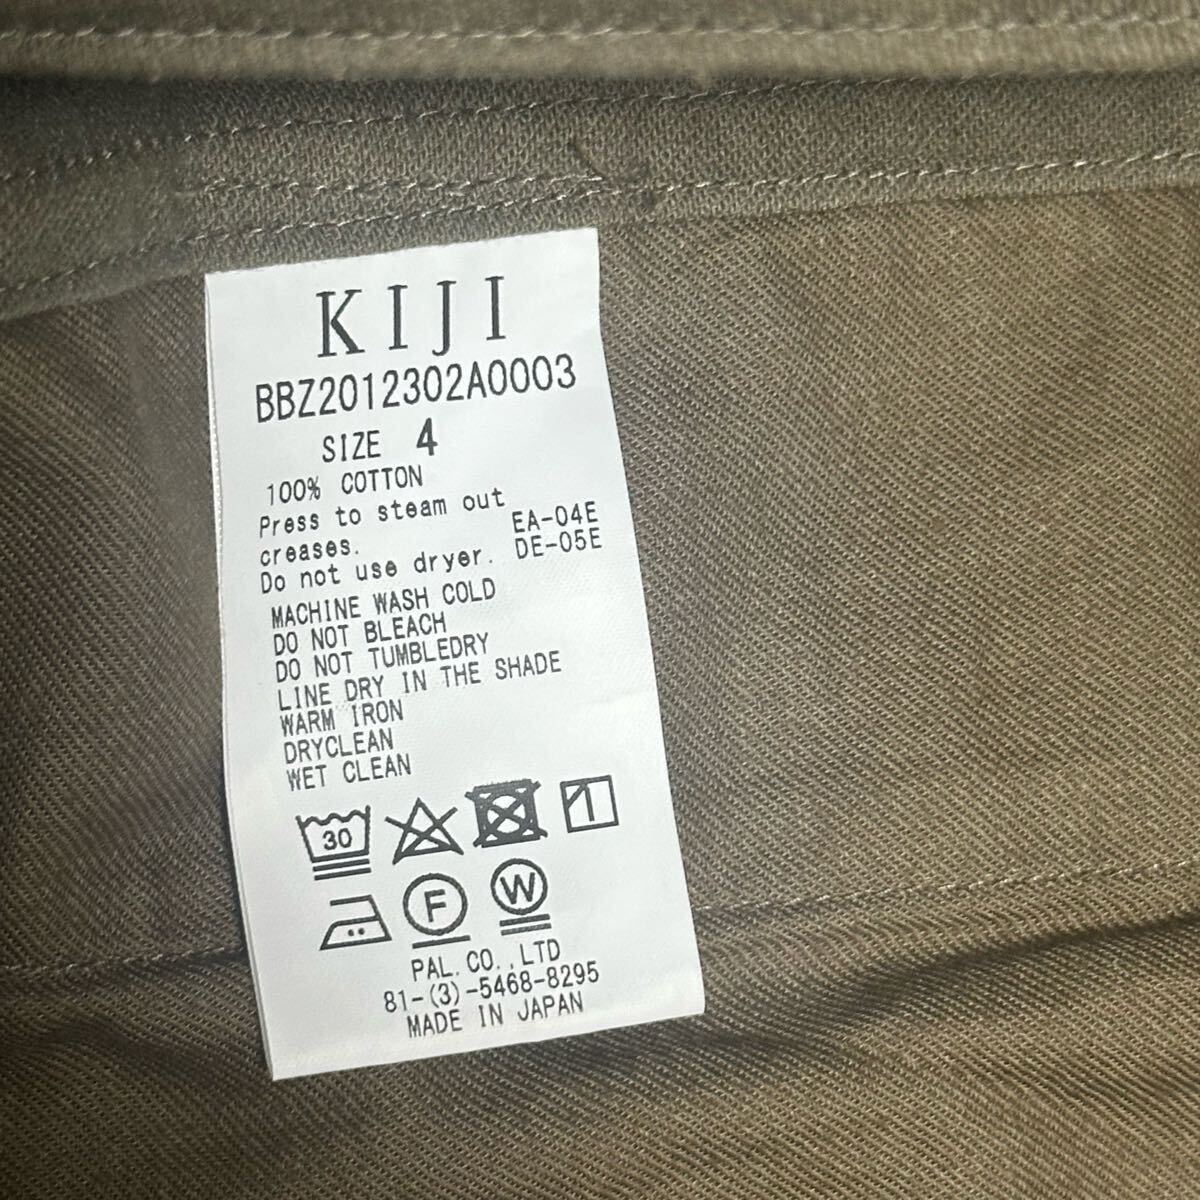 KIJI
BBZ2012302A0003
SIZE 4
100% COTTON
Press to steam out
creases.
EA-04E
Do not use dryer.
DE-05E
MACHINE WASH COLD
DO NOT BLEACH
DO NOT TUMBLEDRY
LINE DRY IN THE SHADE
WARM IRON
DRYCLEAN
WET CLEAN
30
F
W
PAL.CO.,LTD
81-(3)-5468-8295
MADE IN JAPAN